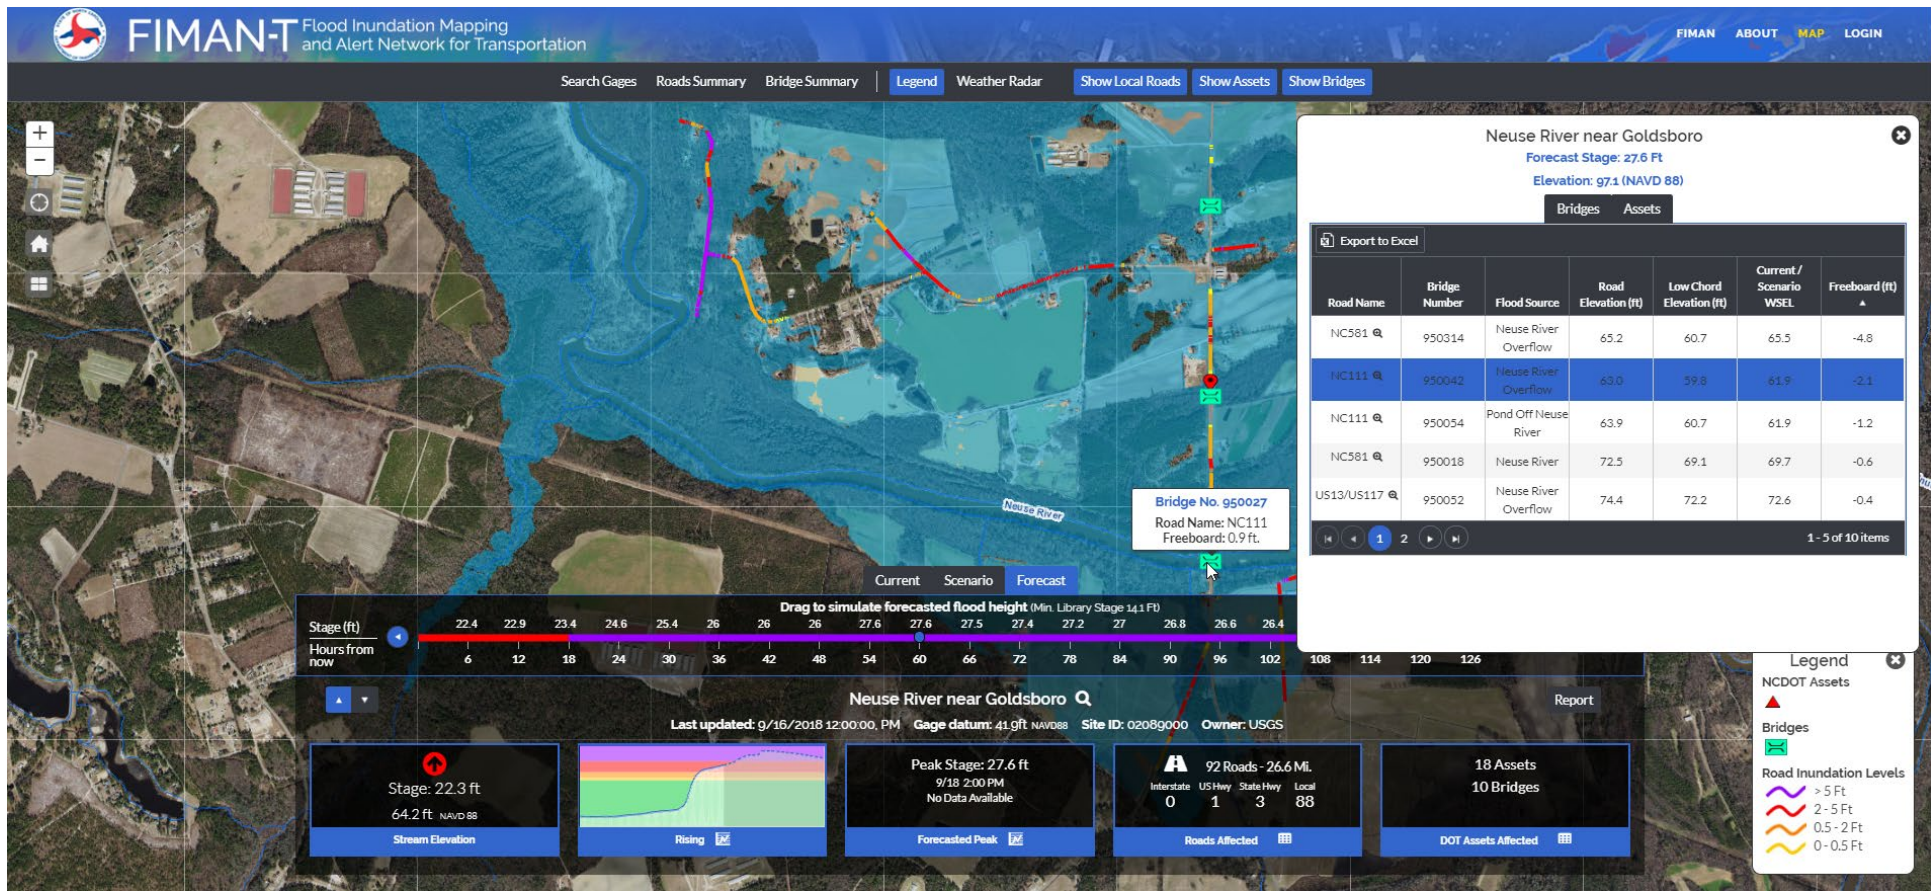 FIMAN-T
Flood Inundation Mapping
and Alert Network for Transportation
FIMAN ABOUT MAP LOGIN
Search Gages Roads Summary Bridge Summary Legend Weather Radar Show Local Roads Show Assets Show Bridges
+
−
Neuse River near Goldsboro
Forecast Stage: 27.6 Ft
Elevation: 97.1 (NAVD 88)
Bridges Assets
Export to Excel
Road Name Bridge Number Flood Source Road Elevation (ft) Low Chord Elevation (ft) Current / Scenario WSEL Freeboard (ft)
NC581 950314 Neuse River Overflow 65.2 60.7 65.5 -4.8
NC111 950042 Neuse River Overflow 63.0 59.8 61.9 -2.1
NC111 950054 Pond Off Neuse River 63.9 60.7 61.9 -1.2
NC581 950018 Neuse River 72.5 69.1 69.7 -0.6
US13/US117 950052 Neuse River Overflow 74.4 72.2 72.6 -0.4
1 2 1 - 5 of 10 items
Neuse River
Bridge No. 950027
Road Name: NC111
Freeboard: 0.9 ft.
Current Scenario Forecast
Drag to simulate forecasted flood height (Min. Library Stage 14.1 Ft)
Stage (ft) 22.4 22.9 23.4 24.6 25.4 26 26 26 27.6 27.6 27.5 27.4 27.2 27 26.8 26.6 26.4
Hours from now 6 12 18 24 30 36 42 48 54 60 66 72 78 84 90 96 102 108 114 120 126
Neuse River near Goldsboro
Report
Last updated: 9/16/2018 12:00:00, PM Gage datum: 41.9ft NAVD88 Site ID: 02089000 Owner: USGS
Stage: 22.3 ft
64.2 ft NAVD 88
Stream Elevation
Rising
Peak Stage: 27.6 ft
9/18 2:00 PM
No Data Available
Forecasted Peak
92 Roads - 26.6 Mi.
Interstate US Hwy State Hwy Local
0 1 3 88
Roads Affected
18 Assets
10 Bridges
DOT Assets Affected
Legend
NCDOT Assets
Bridges
Road Inundation Levels
> 5 Ft
2 - 5 Ft
0.5 - 2 Ft
0 - 0.5 Ft